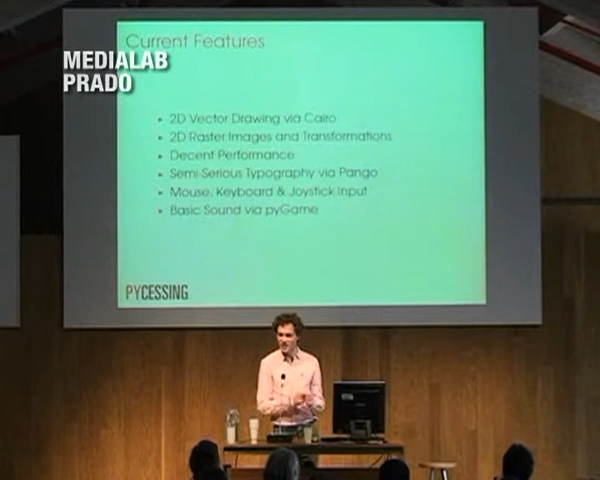 Current Features
MEDIALAB
PRADO
▸ 2D Vector Drawing via Cairo
▸ 2D Raster Images and Transformations
▸ Decent Performance
▸ Semi-Serious Typography via Pango
▸ Mouse, Keyboard & Joystick Input
▸ Basic Sound via pyGame
PYCESSING